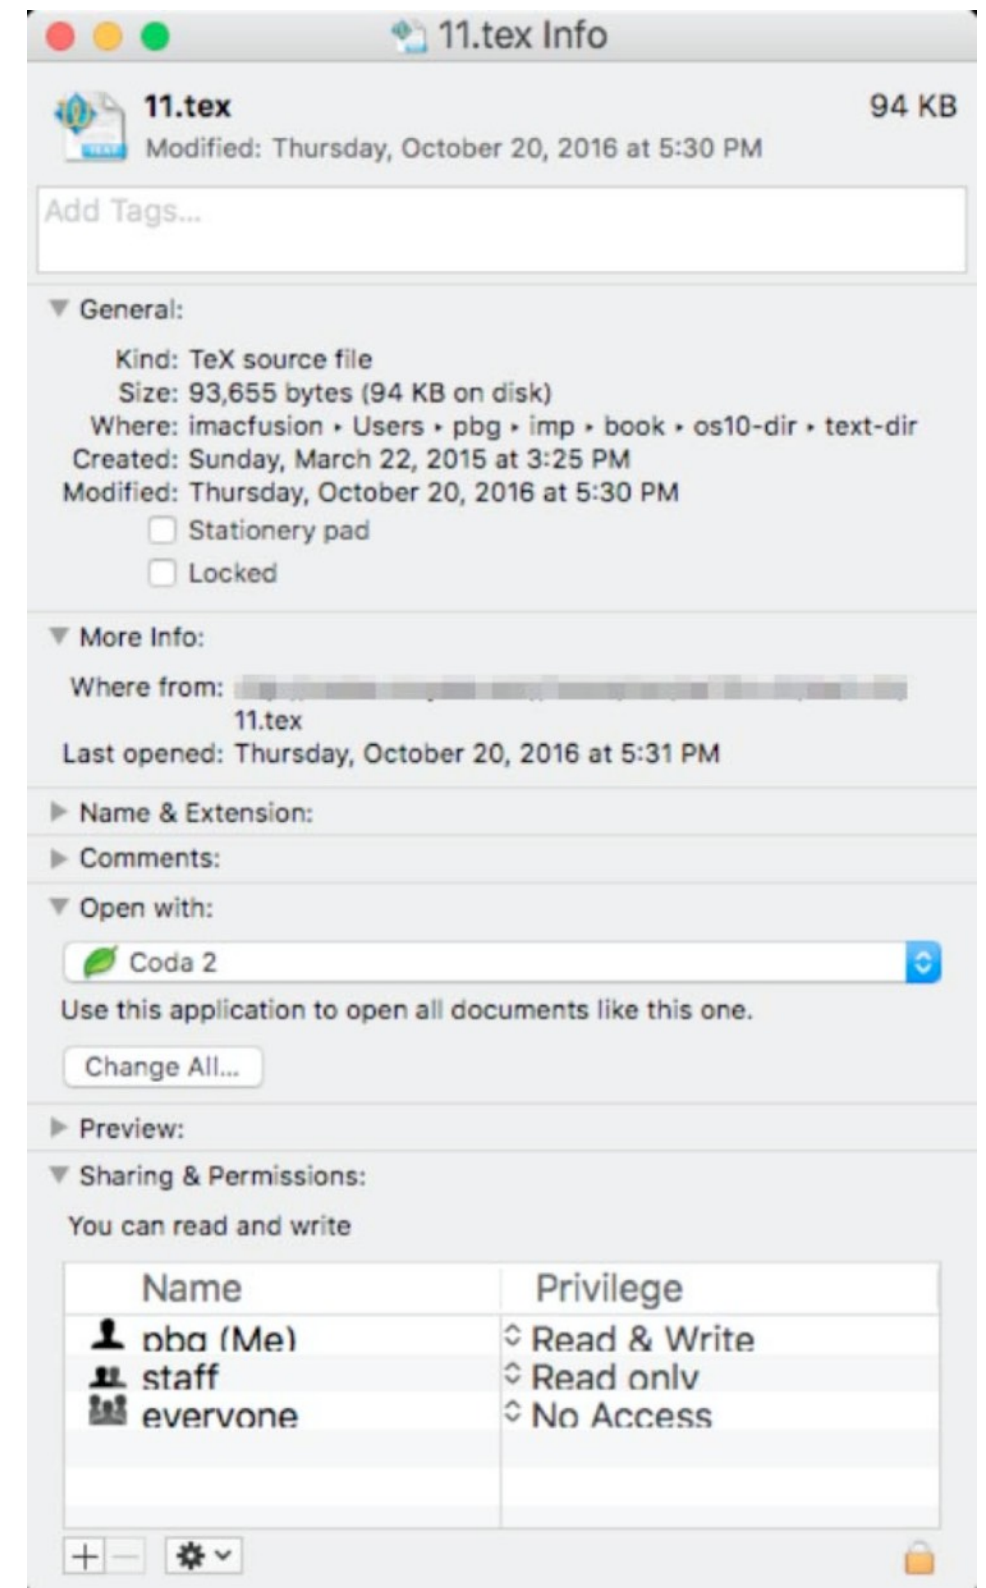 11.tex Info
11.tex 94 KB
Modified: Thursday, October 20, 2016 at 5:30 PM
Add Tags...
General:
Kind: TeX source file
Size: 93,655 bytes (94 KB on disk)
Where: imacfusion ‣ Users ‣ pbg ‣ imp ‣ book ‣ os10-dir ‣ text-dir
Created: Sunday, March 22, 2015 at 3:25 PM
Modified: Thursday, October 20, 2016 at 5:30 PM
Stationery pad
Locked
More Info:
Where from:
11.tex
Last opened: Thursday, October 20, 2016 at 5:31 PM
Name & Extension:
Comments:
Open with:
Coda 2
Use this application to open all documents like this one.
Change All...
Preview:
Sharing & Permissions:
You can read and write
Name Privilege
pbg (Me) Read & Write
staff Read only
everyone No Access